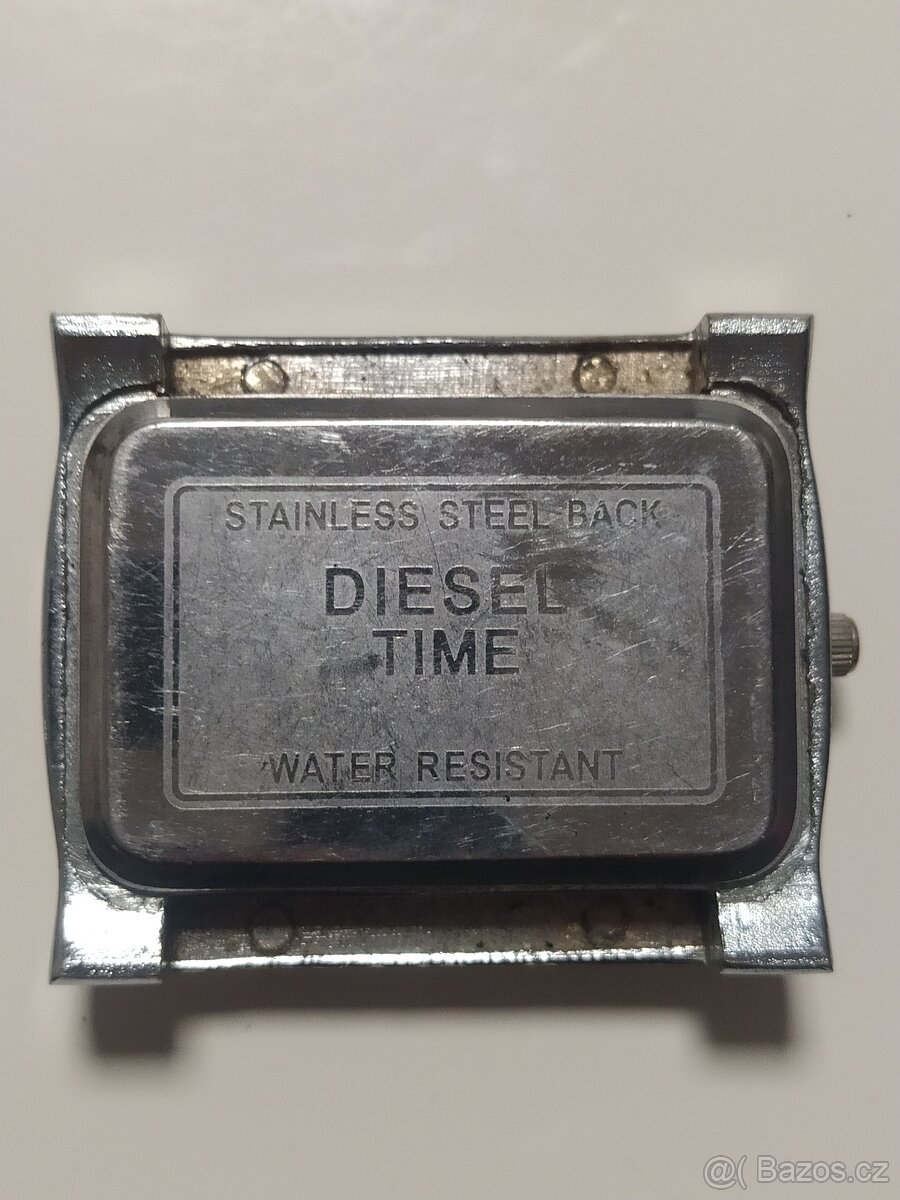 STAINLESS STEEL BACK
DIESEL
TIME
WATER RESISTANT
@( Bazos.cz